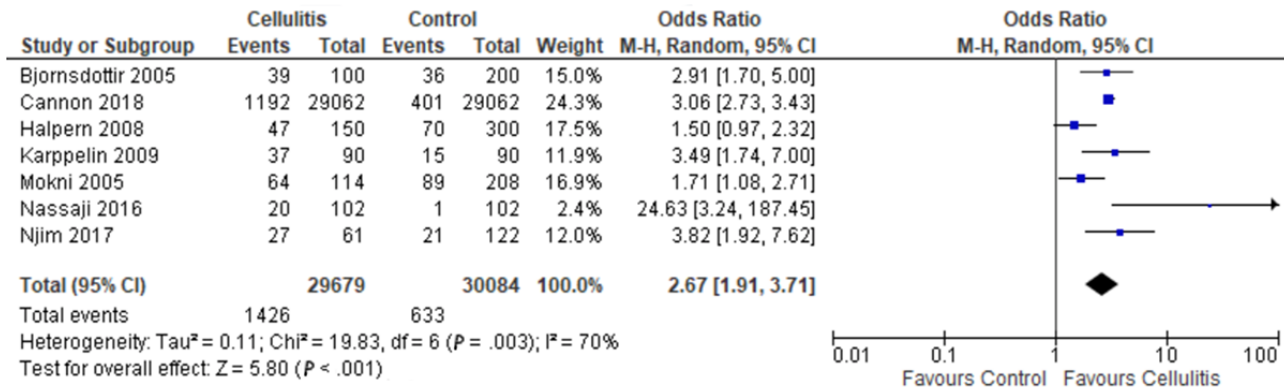 Cellulitis Control Odds Ratio Odds Ratio
Study or Subgroup Events Total Events Total Weight M-H, Random, 95% CI M-H, Random, 95% CI
Bjornsdottir 2005 39 100 36 200 15.0% 2.91 [1.70, 5.00]
Cannon 2018 1192 29062 401 29062 24.3% 3.06 [2.73, 3.43]
Halpern 2008 47 150 70 300 17.5% 1.50 [0.97, 2.32]
Karppelin 2009 37 90 15 90 11.9% 3.49 [1.74, 7.00]
Mokni 2005 64 114 89 208 16.9% 1.71 [1.08, 2.71]
Nassaji 2016 20 102 1 102 2.4% 24.63 [3.24, 187.45]
Njim 2017 27 61 21 122 12.0% 3.82 [1.92, 7.62]
Total (95% CI) 29679 30084 100.0% 2.67 [1.91, 3.71]
Total events 1426 633
Heterogeneity: Tau² = 0.11; Chi² = 19.83, df = 6 (P = .003); I² = 70%
Test for overall effect: Z = 5.80 (P < .001)
0.01 0.1 1 10 100
Favours Control Favours Cellulitis